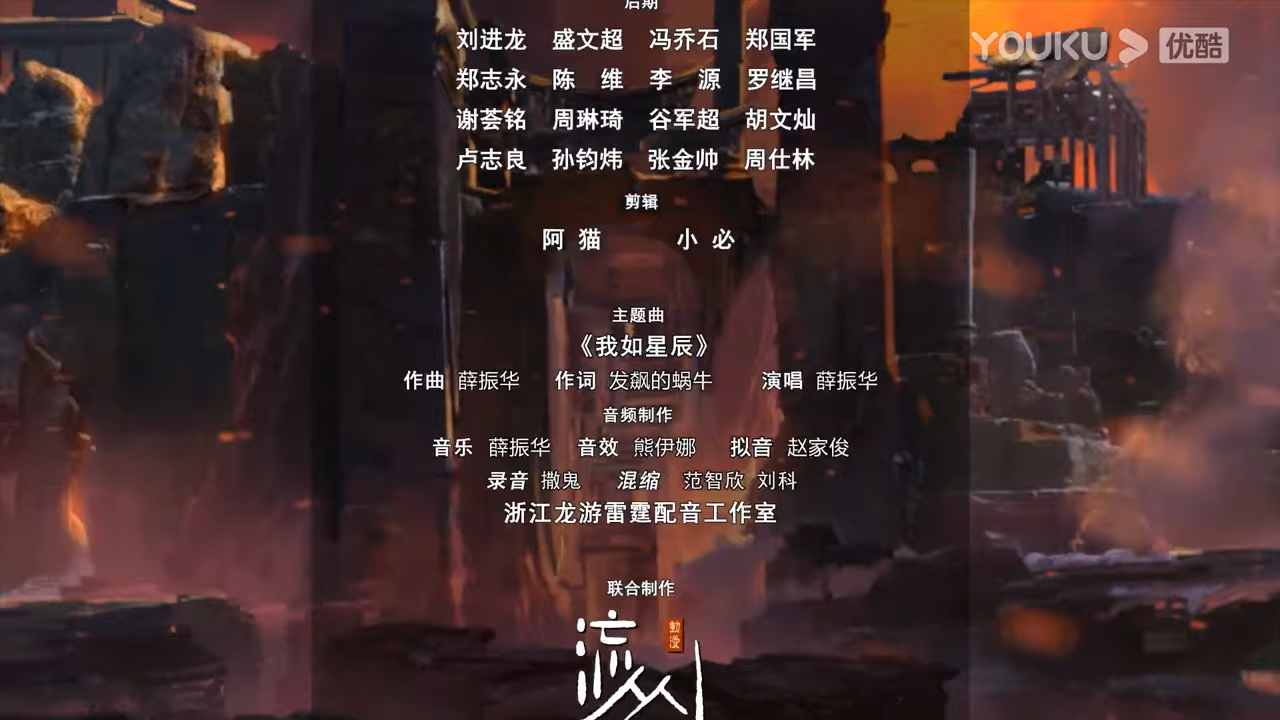 后期
YOUKU 优酷
刘进龙 盛文超 冯乔石 郑国军
郑志永 陈 维 李 源 罗继昌
谢荟铭 周琳琦 谷军超 胡文灿
卢志良 孙钧炜 张金帅 周仕林
剪辑
阿猫 小必
主题曲
《我如星辰》
作曲 薛振华 作词 发飙的蜗牛 演唱 薛振华
音频制作
音乐 薛振华 音效 熊伊娜 拟音 赵家俊
录音 撒鬼 混缩 范智欣 刘科
浙江龙游雷霆配音工作室
联合制作
動漫